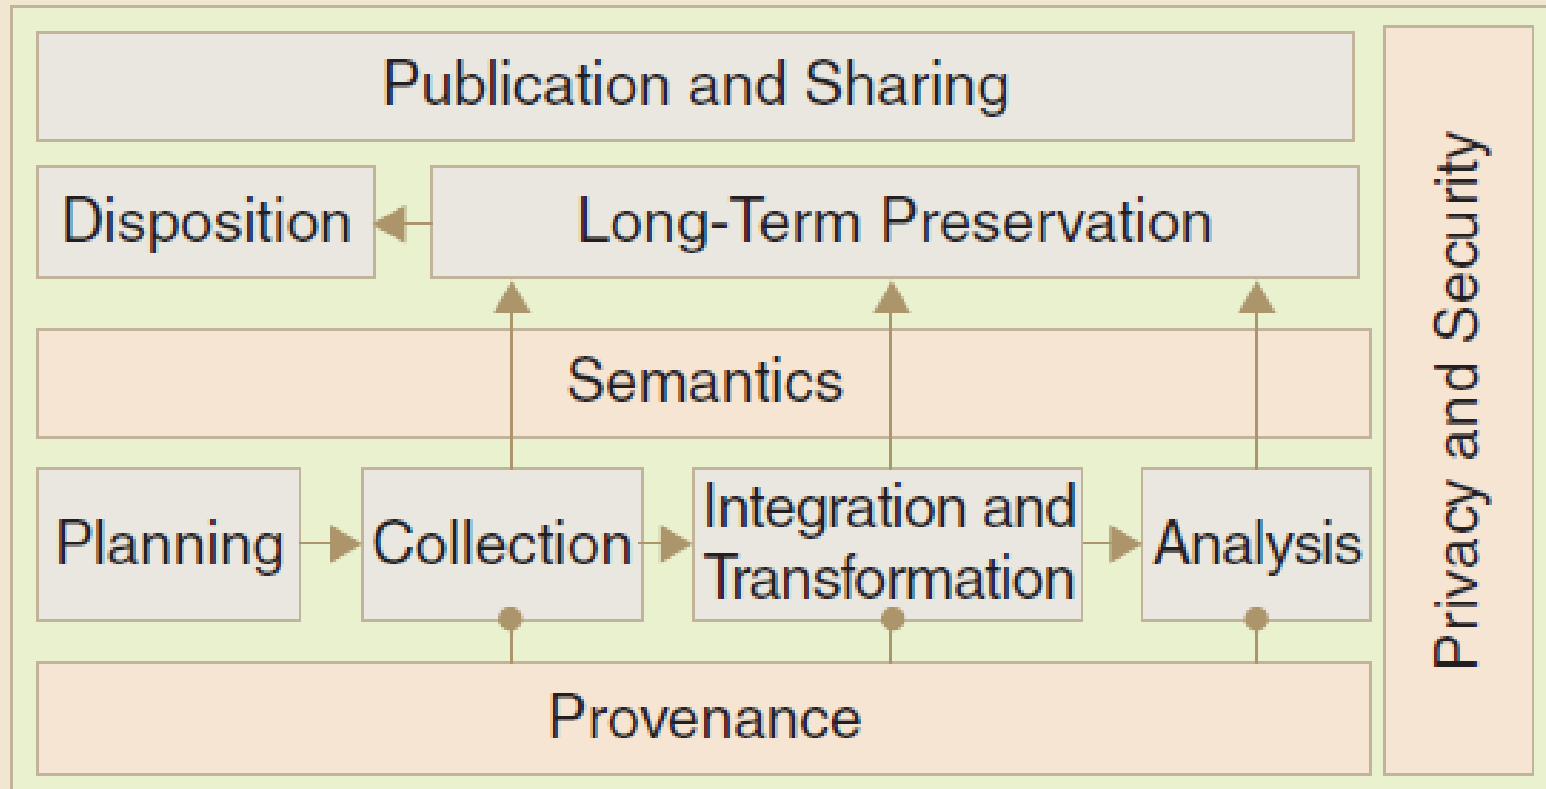 Publication and Sharing
Disposition
Long-Term Preservation
Semantics
Planning
Collection
Integration and
Transformation
Analysis
Provenance
Privacy and Security